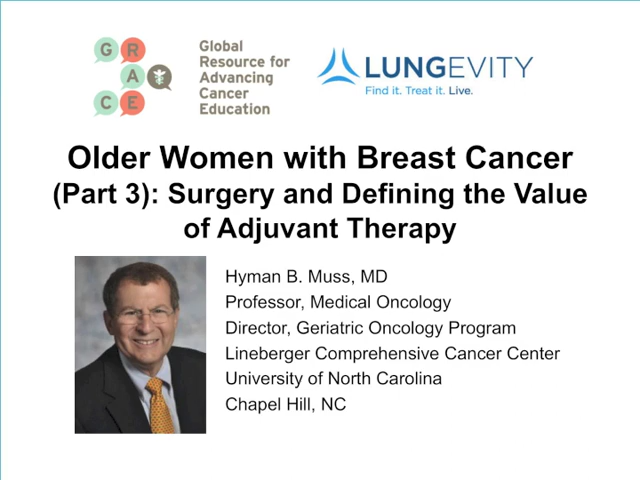 GRACE
Global
Resource for
Advancing
Cancer
Education
LUNGEVITY
Find it. Treat it. Live.
Older Women with Breast Cancer
(Part 3): Surgery and Defining the Value
of Adjuvant Therapy
Hyman B. Muss, MD
Professor, Medical Oncology
Director, Geriatric Oncology Program
Lineberger Comprehensive Cancer Center
University of North Carolina
Chapel Hill, NC